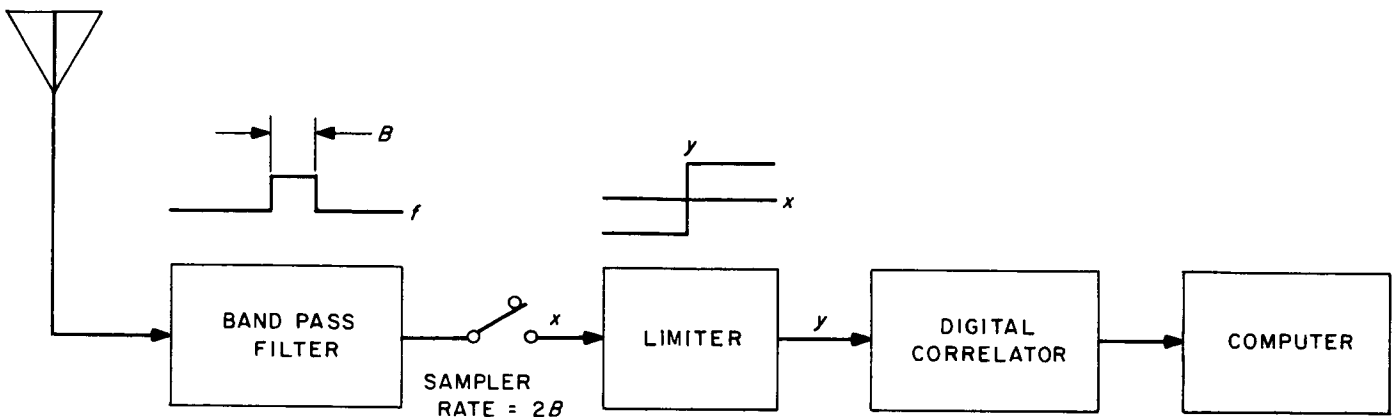 B
f
y
x
BAND PASS
FILTER
x
SAMPLER
RATE = 2B
LIMITER
y
DIGITAL
CORRELATOR
COMPUTER